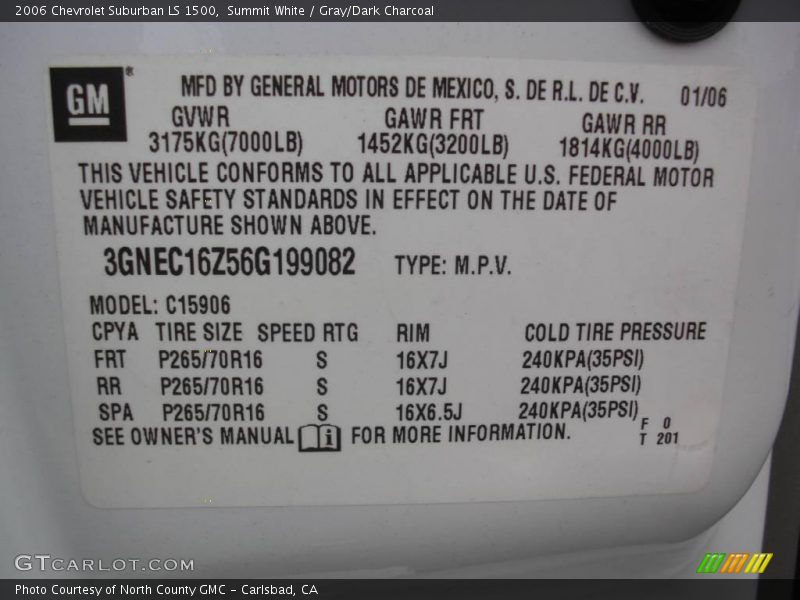 2006 Chevrolet Suburban LS 1500, Summit White / Gray/Dark Charcoal
GM ®
MFD BY GENERAL MOTORS DE MEXICO, S. DE R.L. DE C.V. 01/06
GVWR GAWR FRT GAWR RR
3175KG(7000LB) 1452KG(3200LB) 1814KG(4000LB)
THIS VEHICLE CONFORMS TO ALL APPLICABLE U.S. FEDERAL MOTOR
VEHICLE SAFETY STANDARDS IN EFFECT ON THE DATE OF
MANUFACTURE SHOWN ABOVE.
3GNEC16Z56G199082 TYPE: M.P.V.
MODEL: C15906
CPYA TIRE SIZE SPEED RTG RIM COLD TIRE PRESSURE
FRT P265/70R16 S 16X7J 240KPA(35PSI)
RR P265/70R16 S 16X7J 240KPA(35PSI)
SPA P265/70R16 S 16X6.5J 240KPA(35PSI)
SEE OWNER'S MANUAL i FOR MORE INFORMATION.
F 0
T 201
GTCARLOT.COM
Photo Courtesy of North County GMC – Carlsbad, CA